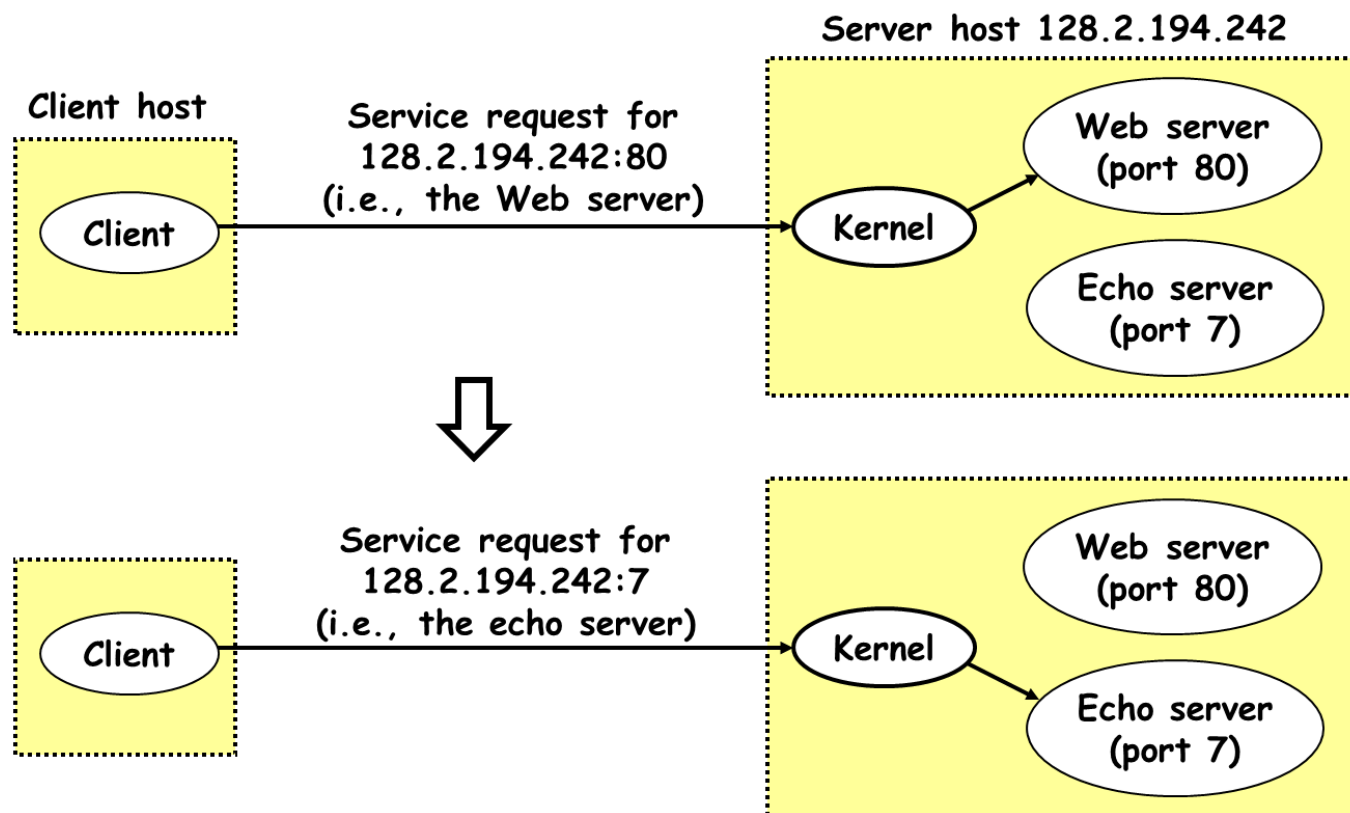 Server host 128.2.194.242
Client host
Service request for
128.2.194.242:80
(i.e., the Web server)
Client
Kernel
Web server
(port 80)
Echo server
(port 7)
Service request for
128.2.194.242:7
(i.e., the echo server)
Client
Kernel
Web server
(port 80)
Echo server
(port 7)